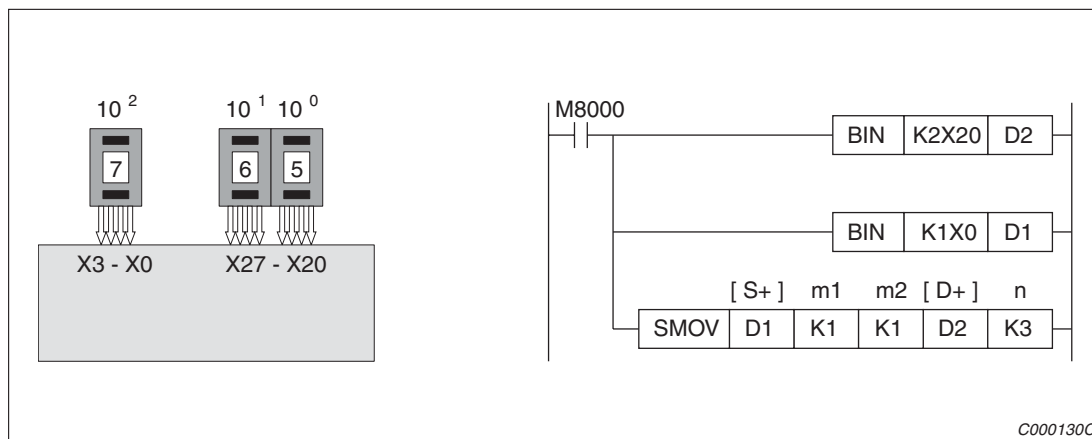 10 2
10 1 10 0
7
6 5
X3 - X0
X27 - X20
M8000
BIN K2X20 D2
BIN K1X0 D1
[ S+ ] m1 m2 [ D+ ] n
SMOV D1 K1 K1 D2 K3
C000130C